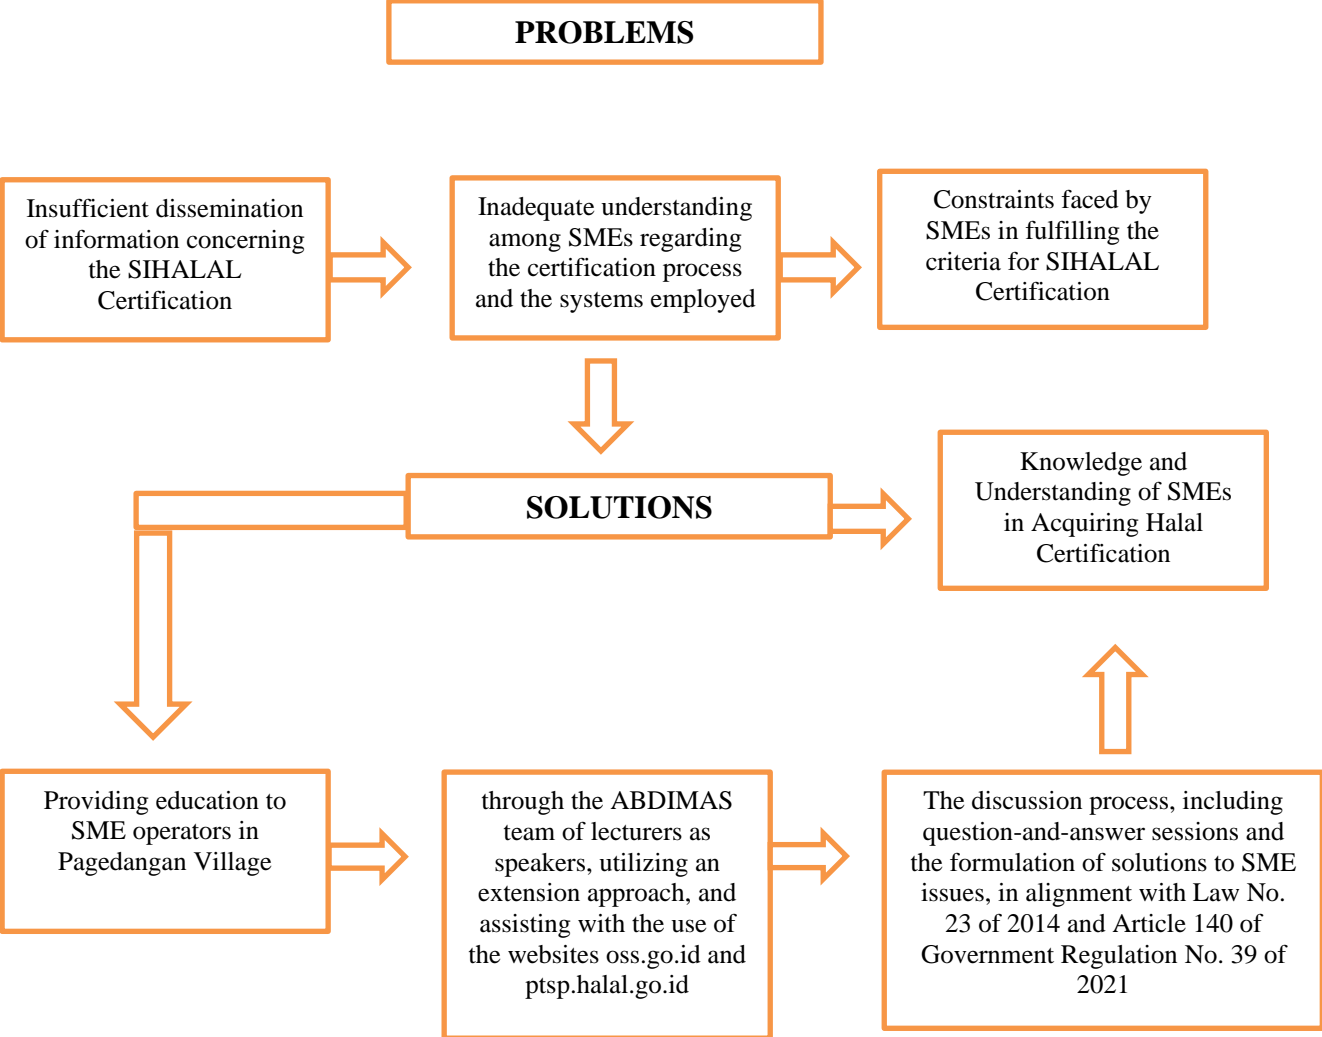 PROBLEMS
Insufficient dissemination
of information concerning
the SIHALAL
Certification
Inadequate understanding
among SMEs regarding
the certification process
and the systems employed
Constraints faced by
SMEs in fulfilling the
criteria for SIHALAL
Certification
SOLUTIONS
Knowledge and
Understanding of SMEs
in Acquiring Halal
Certification
Providing education to
SME operators in
Pagedangan Village
through the ABDIMAS
team of lecturers as
speakers, utilizing an
extension approach, and
assisting with the use of
the websites oss.go.id and
ptsp.halal.go.id
The discussion process, including
question-and-answer sessions and
the formulation of solutions to SME
issues, in alignment with Law No.
23 of 2014 and Article 140 of
Government Regulation No. 39 of
2021